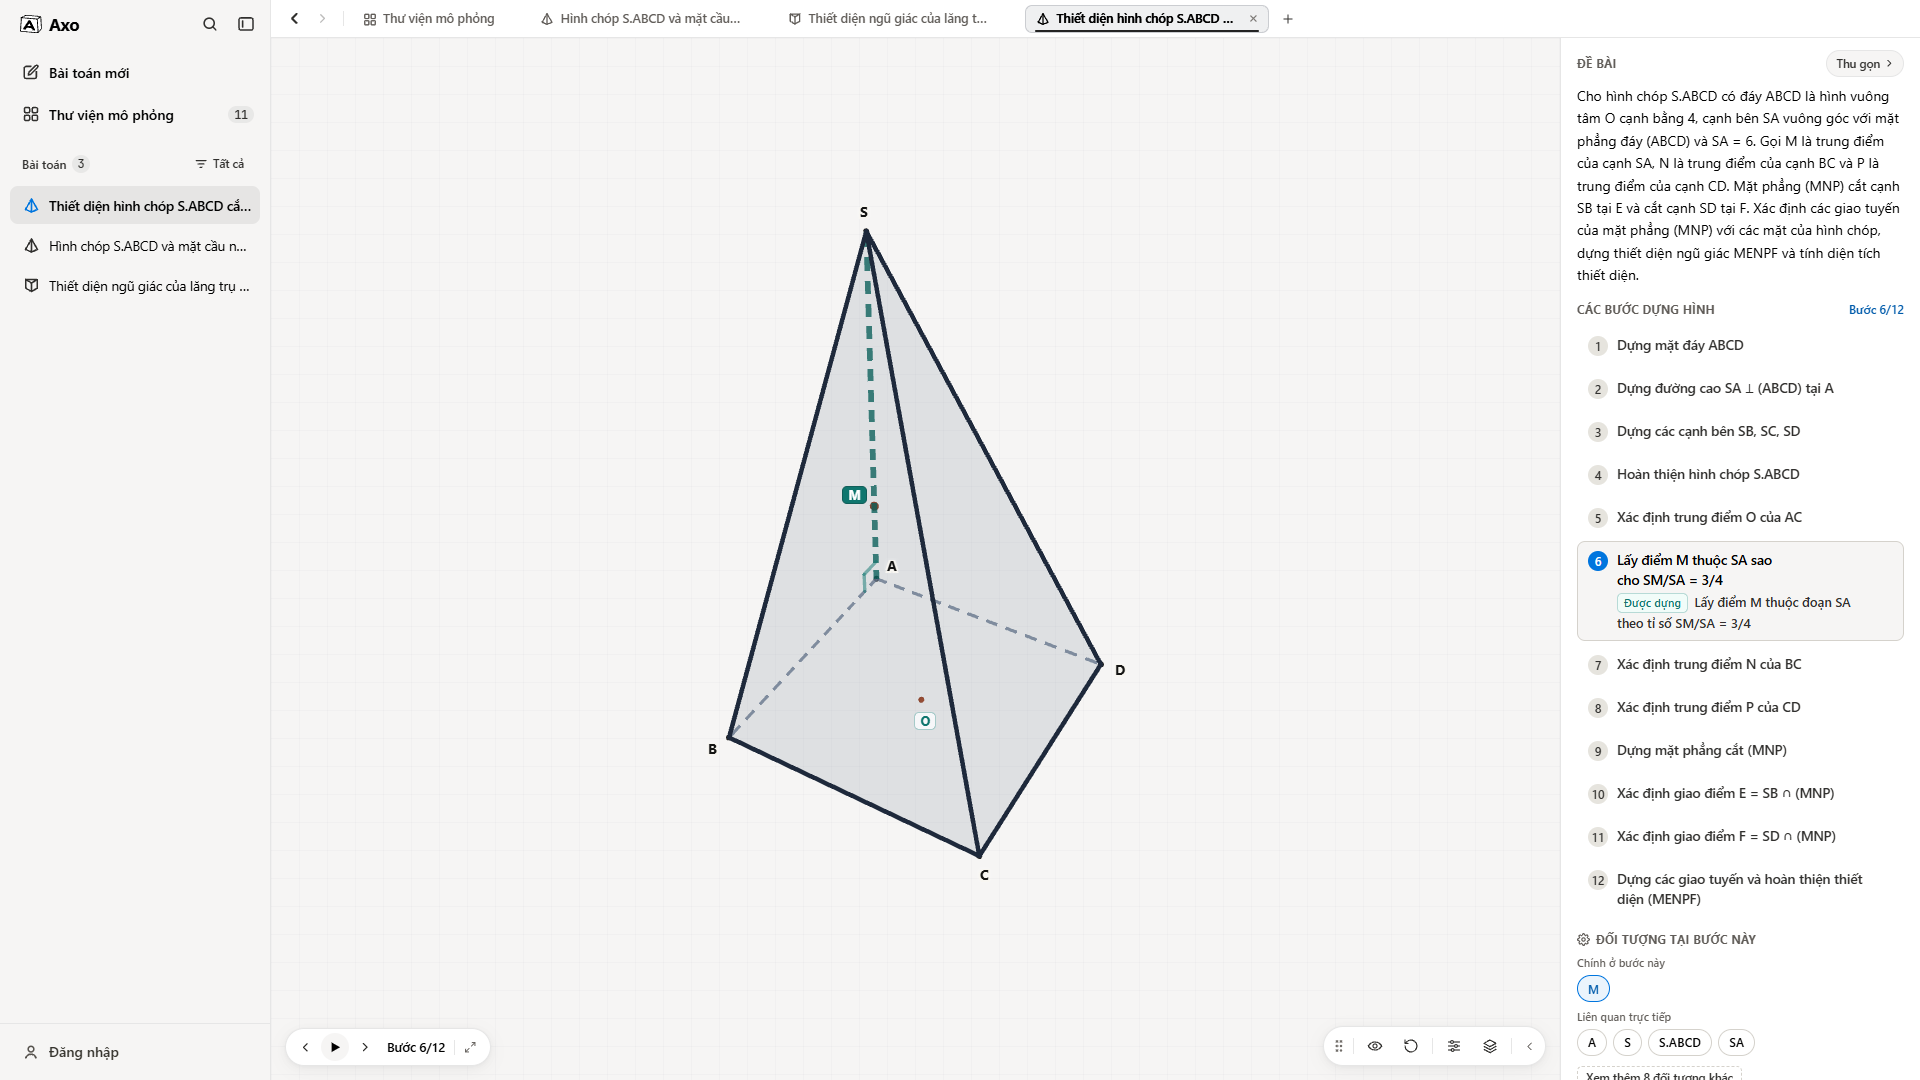 Axo
Bài toán mới
Thư viện mô phỏng 11
Bài toán 3 Tất cả
Thiết diện hình chóp S.ABCD cắ...
Hình chóp S.ABCD và mặt cầu n...
Thiết diện ngũ giác của lăng trụ ...
Đăng nhập
Thư viện mô phỏng
Hình chóp S.ABCD và mặt cầu...
Thiết diện ngũ giác của lăng t...
Thiết diện hình chóp S.ABCD ...
S
M
A
D
O
B
C
Bước 6/12
ĐỀ BÀI
Thu gọn
Cho hình chóp S.ABCD có đáy ABCD là hình vuông
tâm O cạnh bằng 4, cạnh bên SA vuông góc với mặt
phẳng đáy (ABCD) và SA = 6. Gọi M là trung điểm
của cạnh SA, N là trung điểm của cạnh BC và P là
trung điểm của cạnh CD. Mặt phẳng (MNP) cắt cạnh
SB tại E và cắt cạnh SD tại F. Xác định các giao tuyến
của mặt phẳng (MNP) với các mặt của hình chóp,
dựng thiết diện ngũ giác MENPF và tính diện tích
thiết diện.
CÁC BƯỚC DỰNG HÌNH Bước 6/12
1 Dựng mặt đáy ABCD
2 Dựng đường cao SA ⊥ (ABCD) tại A
3 Dựng các cạnh bên SB, SC, SD
4 Hoàn thiện hình chóp S.ABCD
5 Xác định trung điểm O của AC
6 Lấy điểm M thuộc SA sao
cho SM/SA = 3/4
Được dựng Lấy điểm M thuộc đoạn SA
theo tỉ số SM/SA = 3/4
7 Xác định trung điểm N của BC
8 Xác định trung điểm P của CD
9 Dựng mặt phẳng cắt (MNP)
10 Xác định giao điểm E = SB ∩ (MNP)
11 Xác định giao điểm F = SD ∩ (MNP)
12 Dựng các giao tuyến và hoàn thiện thiết
diện (MENPF)
ĐỐI TƯỢNG TẠI BƯỚC NÀY
Chính ở bước này
M
Liên quan trực tiếp
A S S.ABCD SA
Xem thêm 8 đối tượng khác